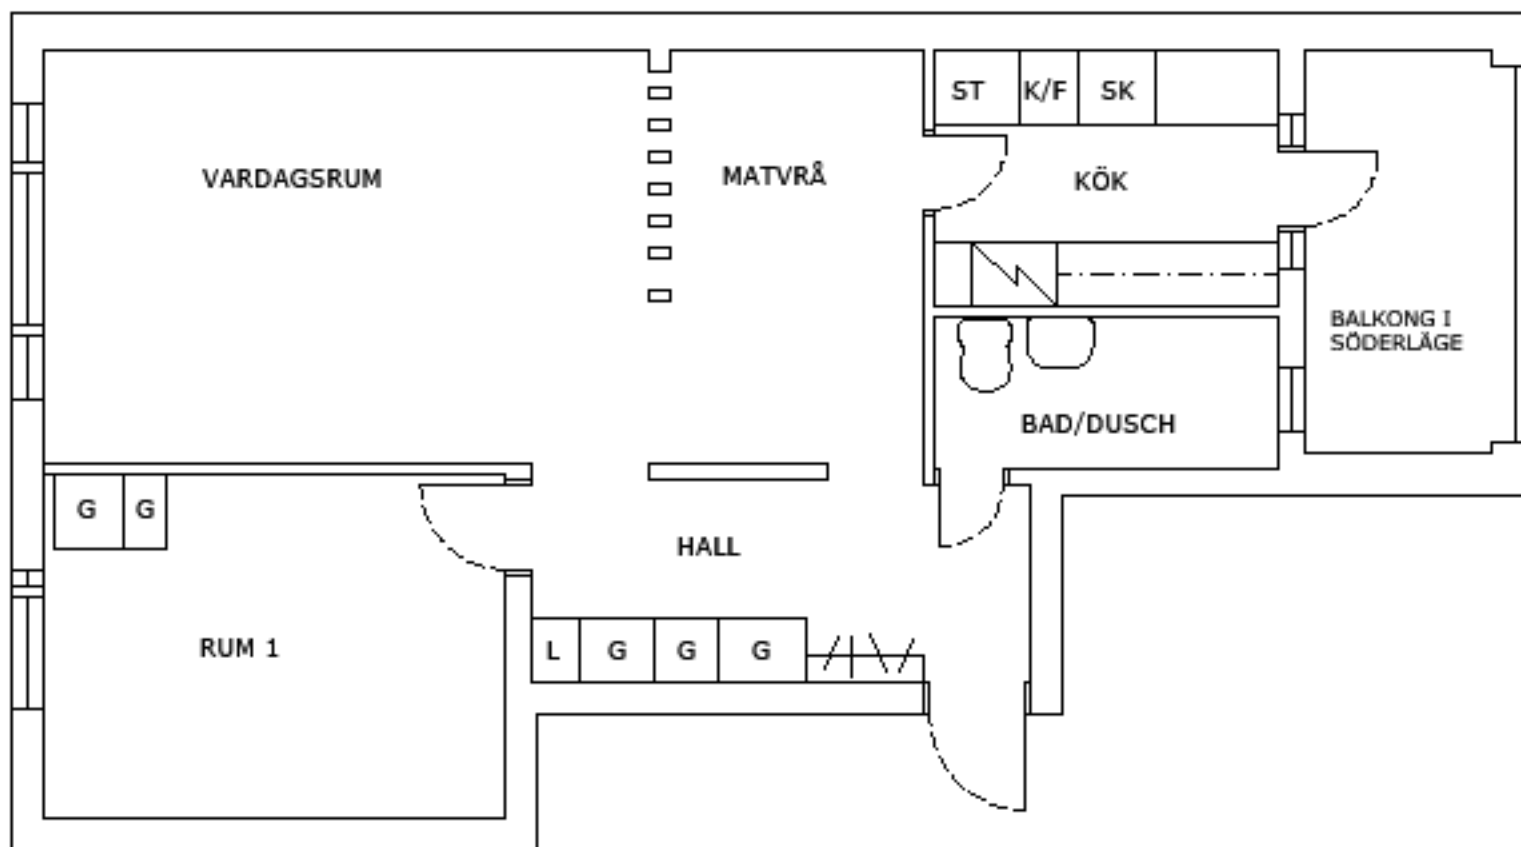 ST K/F SK
VARDAGSRUM
MATVRÅ
KÖK
BALKONG I
SÖDERLÄGE
BAD/DUSCH
G G
HALL
RUM 1
L G G G